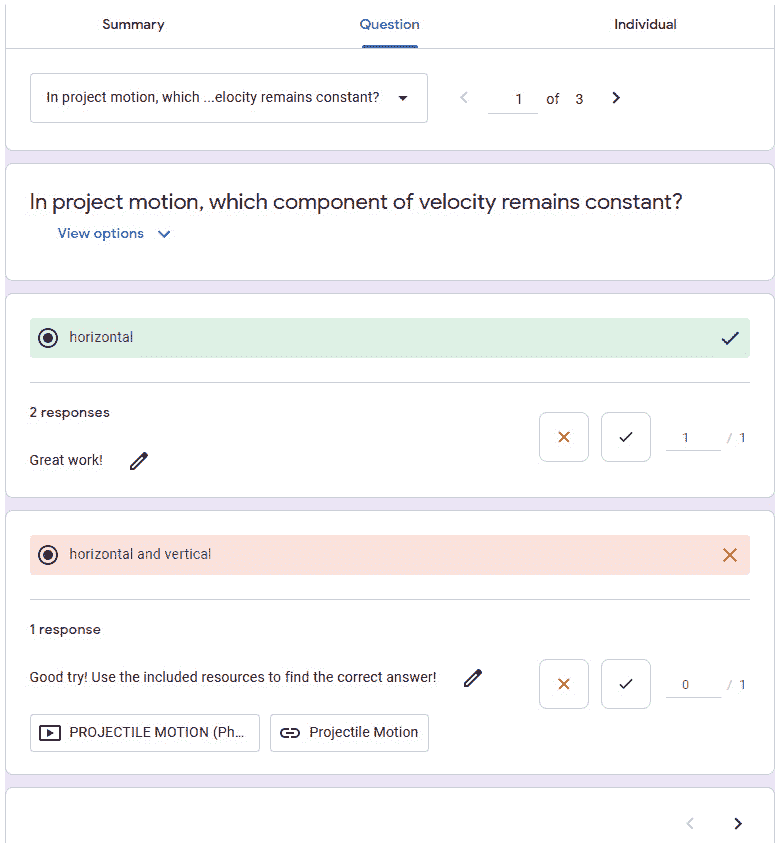 Summary Question Individual
In project motion, which ...elocity remains constant? 1 of 3
In project motion, which component of velocity remains constant?
View options
horizontal
2 responses
1 / 1
Great work!
horizontal and vertical
1 response
Good try! Use the included resources to find the correct answer!
0 / 1
PROJECTILE MOTION (Ph... Projectile Motion